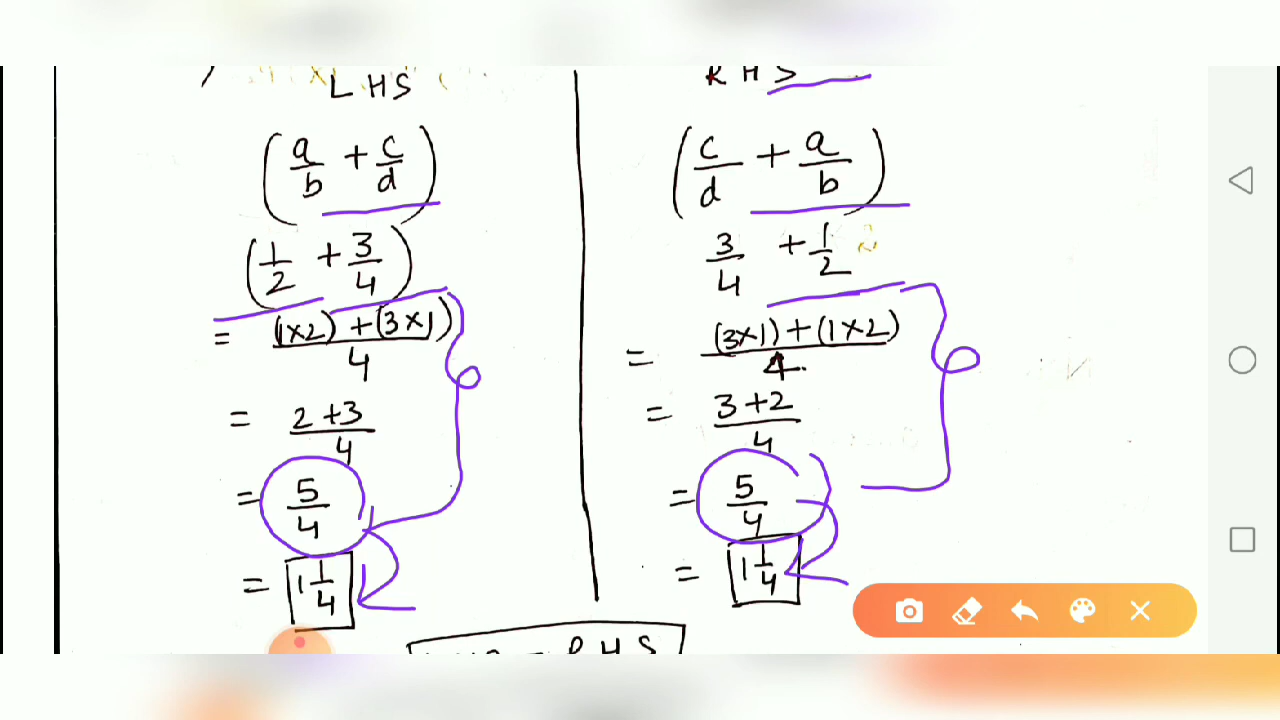 LHS
(a/b + c/d)
(1/2 + 3/4)
= (1×2) + (3×1) / 4
= 2+3 / 4
= 5/4
= 1 1/4
RHS
(c/d + a/b)
3/4 + 1/2
= (3×1) + (1×2) / 4
= 3+2 / 4
= 5/4
= 1 1/4
= RHS